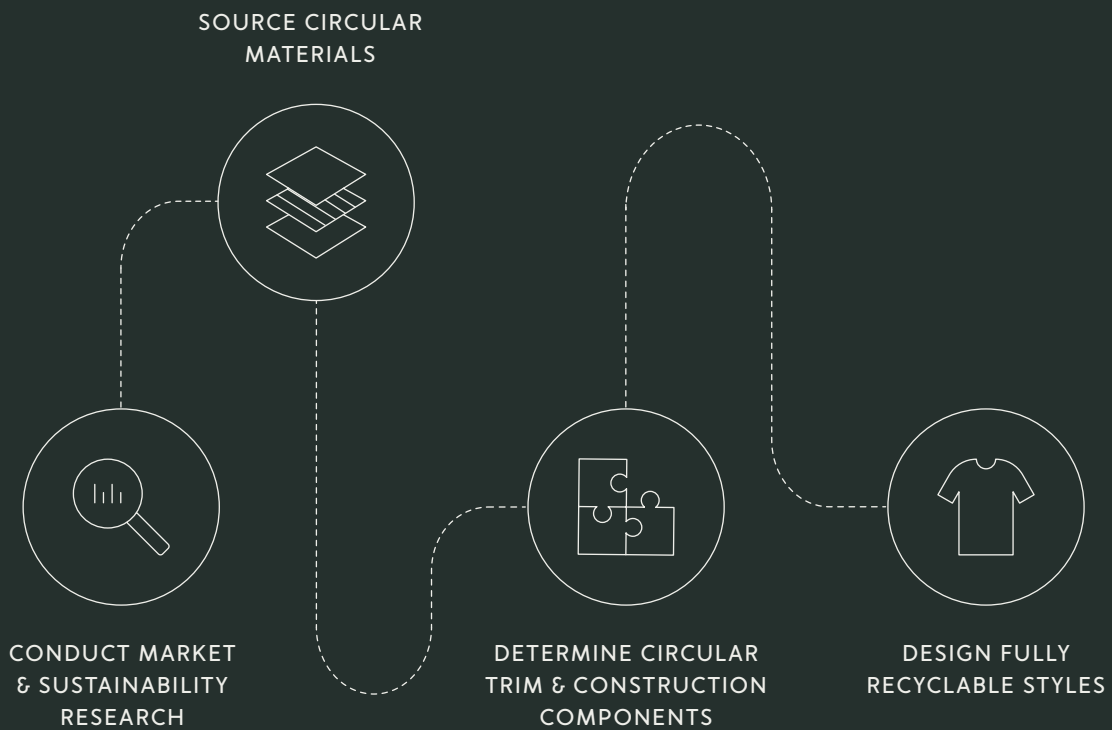 SOURCE CIRCULAR
MATERIALS
CONDUCT MARKET
& SUSTAINABILITY
RESEARCH
DETERMINE CIRCULAR
TRIM & CONSTRUCTION
COMPONENTS
DESIGN FULLY
RECYCLABLE STYLES